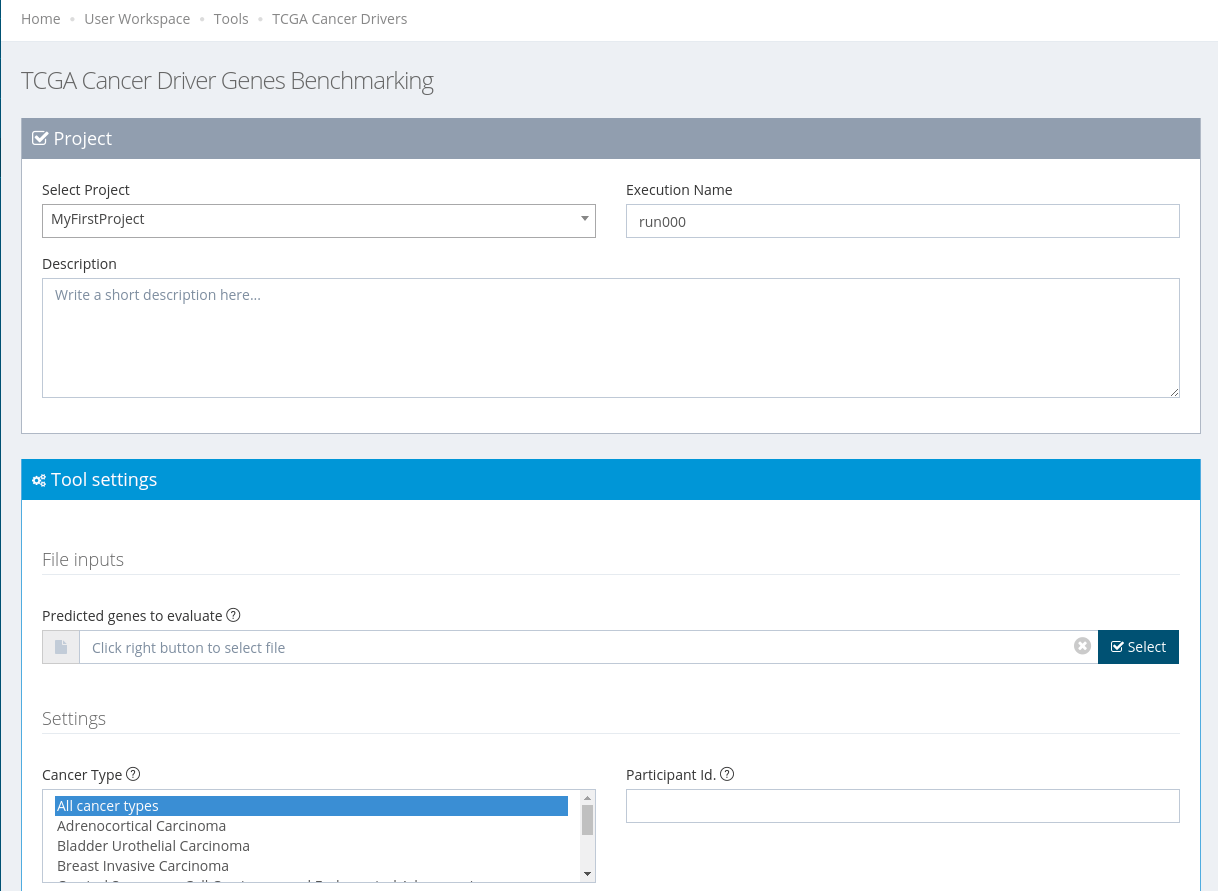 Home • User Workspace • Tools • TCGA Cancer Drivers
TCGA Cancer Driver Genes Benchmarking
Project
Select Project
Execution Name
MyFirstProject
run000
Description
Write a short description here...
Tool settings
File inputs
Predicted genes to evaluate ?
Click right button to select file
Select
Settings
Cancer Type ?
Participant Id. ?
All cancer types
Adrenocortical Carcinoma
Bladder Urothelial Carcinoma
Breast Invasive Carcinoma